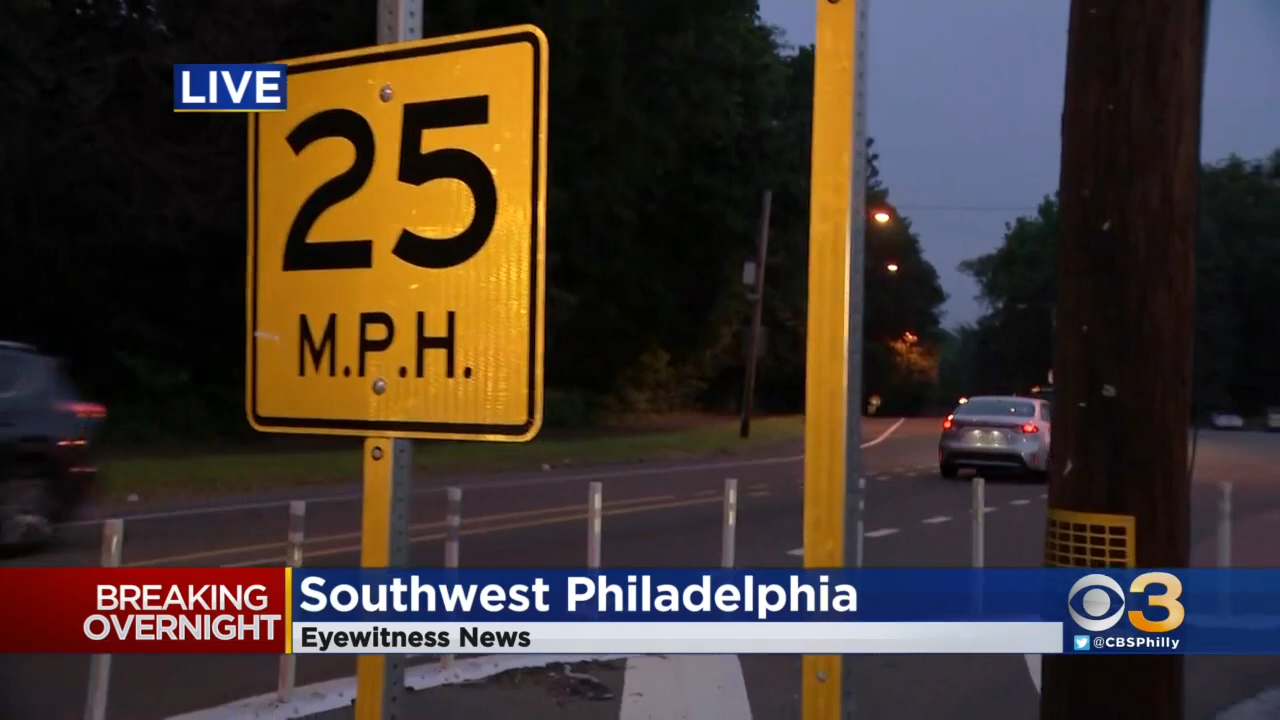 LIVE
25
M.P.H.
BREAKING
OVERNIGHT
Southwest Philadelphia
Eyewitness News
3
@CBSPhilly